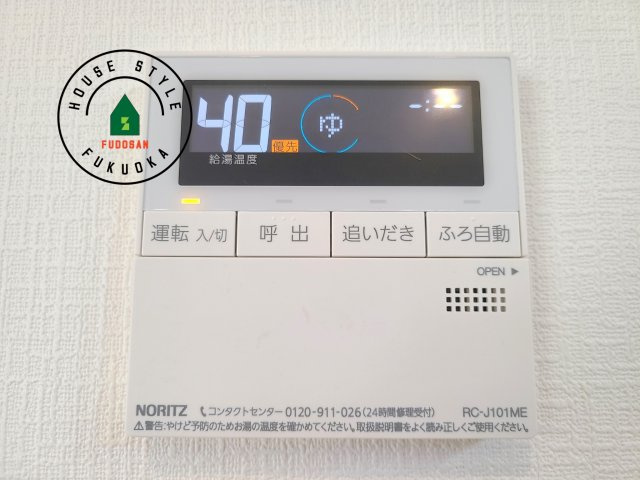 HOUSE STYLE
FUDOSAN
FUKUOKA
40
優先
ゆ
-:--
給湯温度
運転 入/切
呼出
追いだき
ふろ自動
OPEN ▶
NORITZ
コンタクトセンター 0120-911-026(24時間修理受付)
RC-J101ME
⚠警告:やけど予防のためお湯の温度を確かめてください。取扱説明書をよく読み正しくご使用ください。